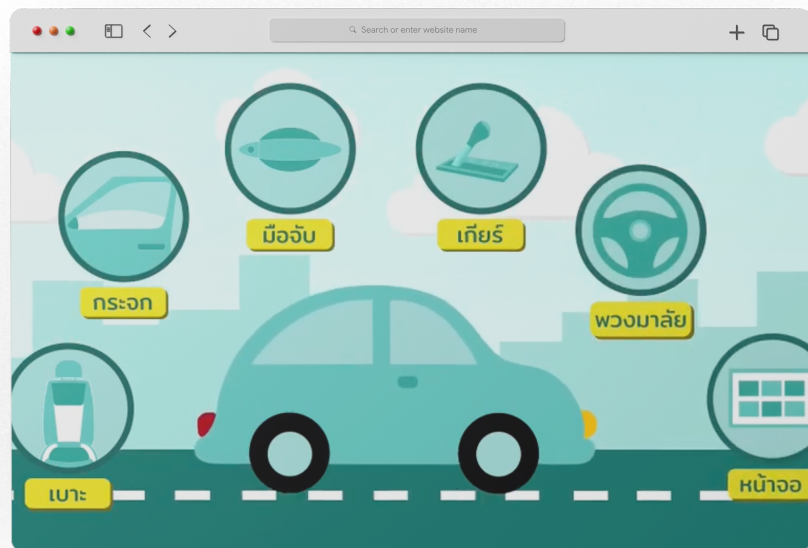 Search or enter website name
มือจับ
เกียร์
กระจก
พวงมาลัย
เบาะ
หน้าจอ